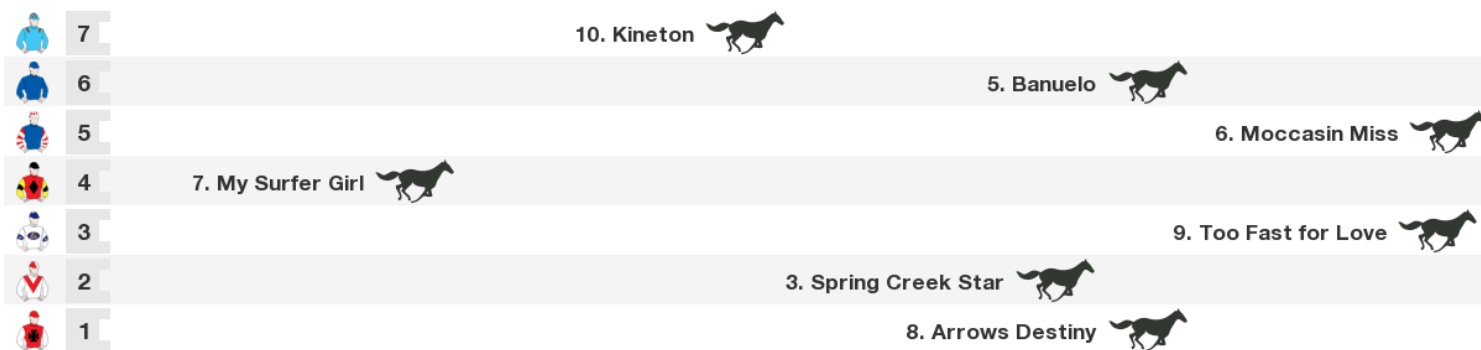 7 10. Kineton
6 5. Banuelo
5 6. Moccasin Miss
4 7. My Surfer Girl
3 9. Too Fast for Love
2 3. Spring Creek Star
1 8. Arrows Destiny